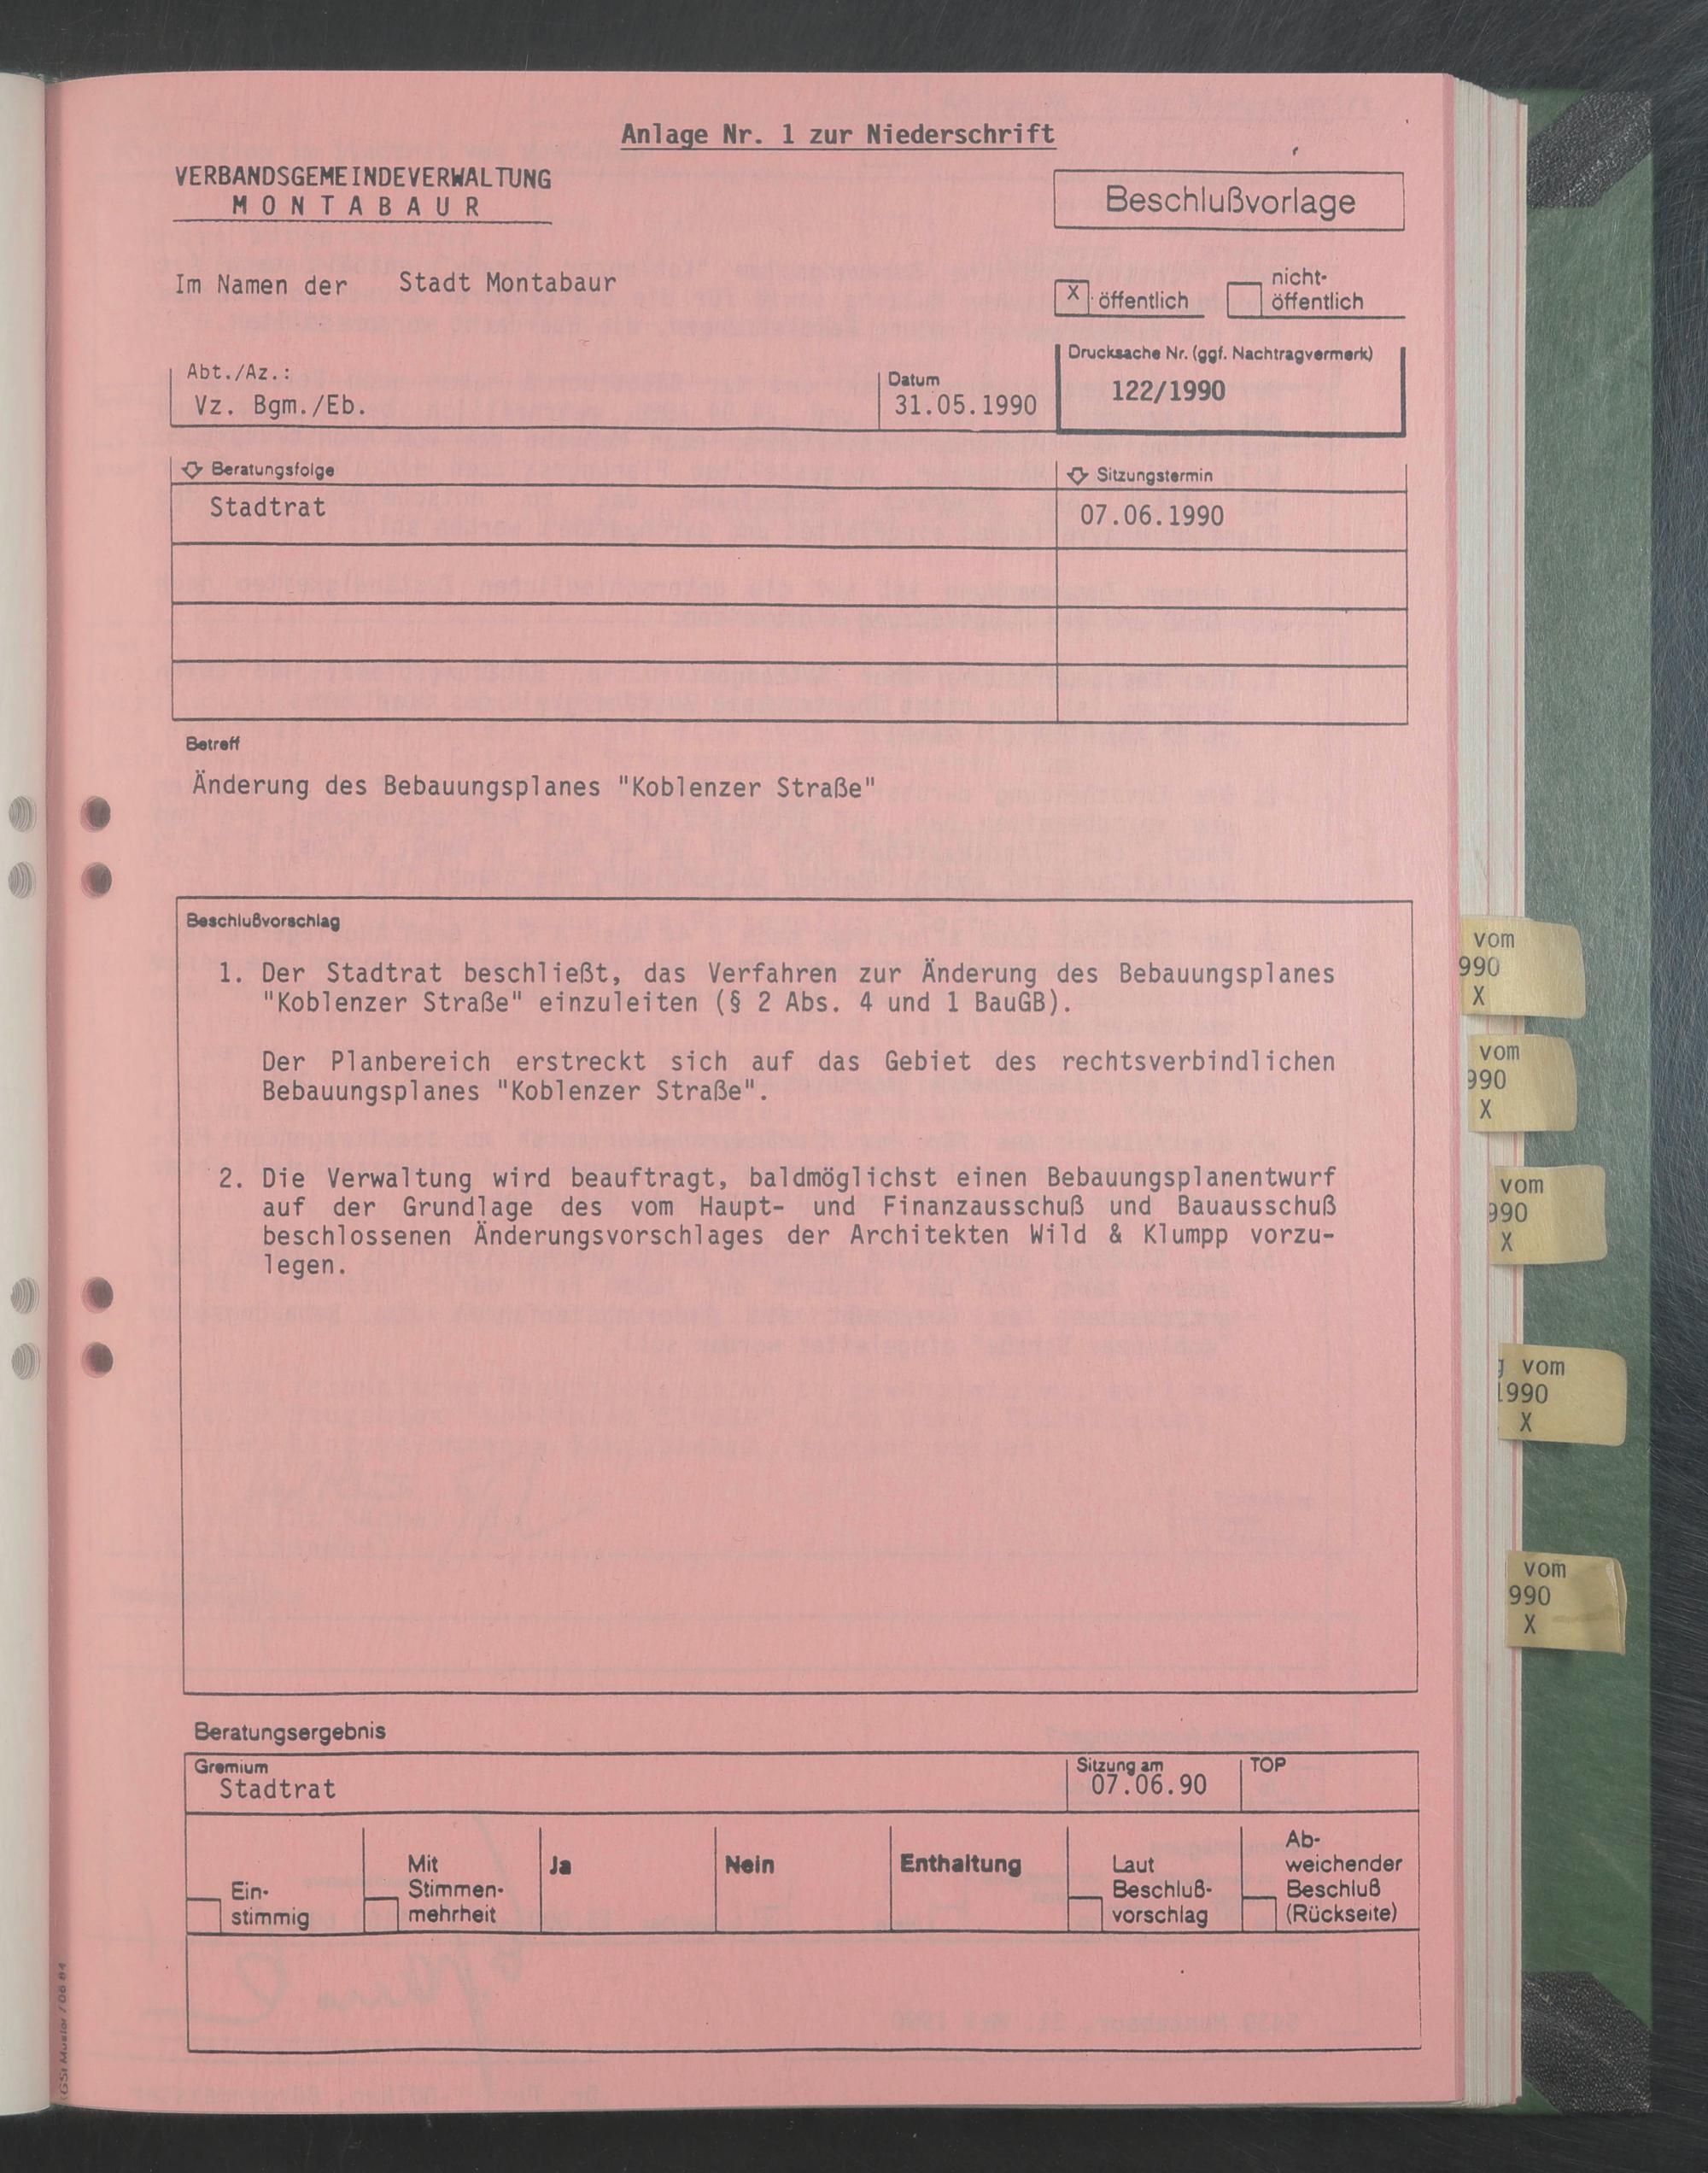 Anlage Nr. 1 zur Niederschrift
VERBANDSGEMEINDEVERWALTUNG
MONTABAUR
Beschlußvorlage
Im Namen der Stadt Montabaur
X öffentlich
nicht-
öffentlich
Abt./Az.:
Vz. Bgm./Eb.
Datum
31.05.1990
Drucksache Nr. (ggf. Nachtragvermerk)
122/1990
Beratungsfolge
Sitzungstermin
Stadtrat
07.06.1990
Betreff
Änderung des Bebauungsplanes "Koblenzer Straße"
Beschlußvorschlag
1. Der Stadtrat beschließt, das Verfahren zur Änderung des Bebauungsplanes
"Koblenzer Straße" einzuleiten (§ 2 Abs. 4 und 1 BauGB).
Der Planbereich erstreckt sich auf das Gebiet des rechtsverbindlichen
Bebauungsplanes "Koblenzer Straße".
2. Die Verwaltung wird beauftragt, baldmöglichst einen Bebauungsplanentwurf
auf der Grundlage des vom Haupt- und Finanzausschuß und Bauausschuß
beschlossenen Änderungsvorschlages der Architekten Wild & Klumpp vorzu-
legen.
Beratungsergebnis
Gremium
Stadtrat
Sitzung am
07.06.90
TOP
Ein-
stimmig
Mit
Stimmen-
mehrheit
Ja
Nein
Enthaltung
Laut
Beschluß-
vorschlag
Ab-
weichender
Beschluß
(Rückseite)
vom
990
X
vom
990
X
vom
990
X
vom
1990
X
vom
990
X